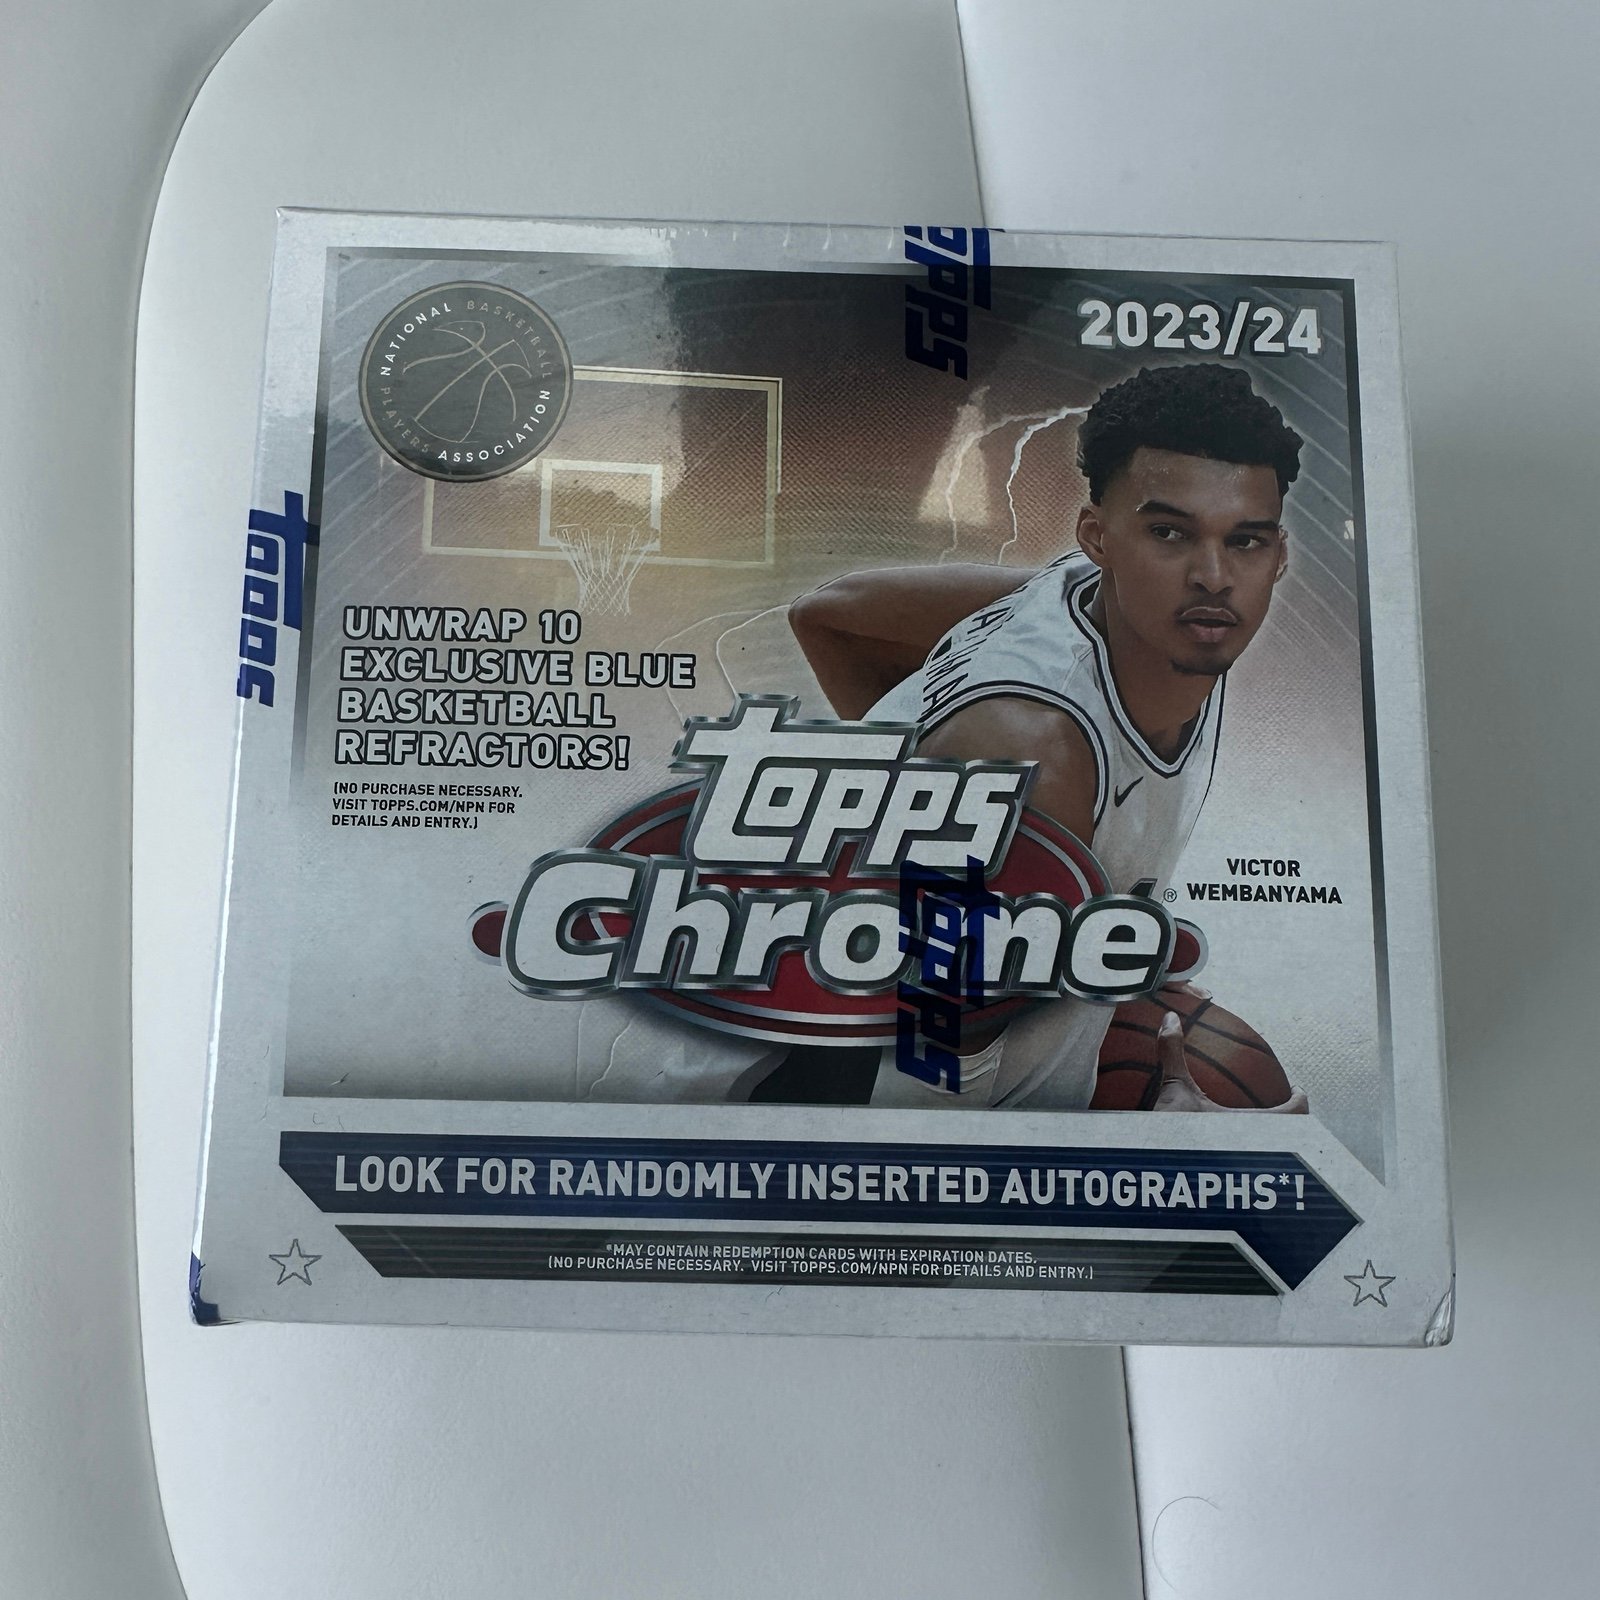 NATIONAL BASKETBALL PLAYERS ASSOCIATION
2023/24
topps
topps
UNWRAP 10
EXCLUSIVE BLUE
BASKETBALL
REFRACTORS!
(NO PURCHASE NECESSARY.
VISIT TOPPS.COM/NPN FOR
DETAILS AND ENTRY.)
topps
Chrome
®
topps
VICTOR
WEMBANYAMA
LOOK FOR RANDOMLY INSERTED AUTOGRAPHS*!
*MAY CONTAIN REDEMPTION CARDS WITH EXPIRATION DATES.
(NO PURCHASE NECESSARY. VISIT TOPPS.COM/NPN FOR DETAILS AND ENTRY.)